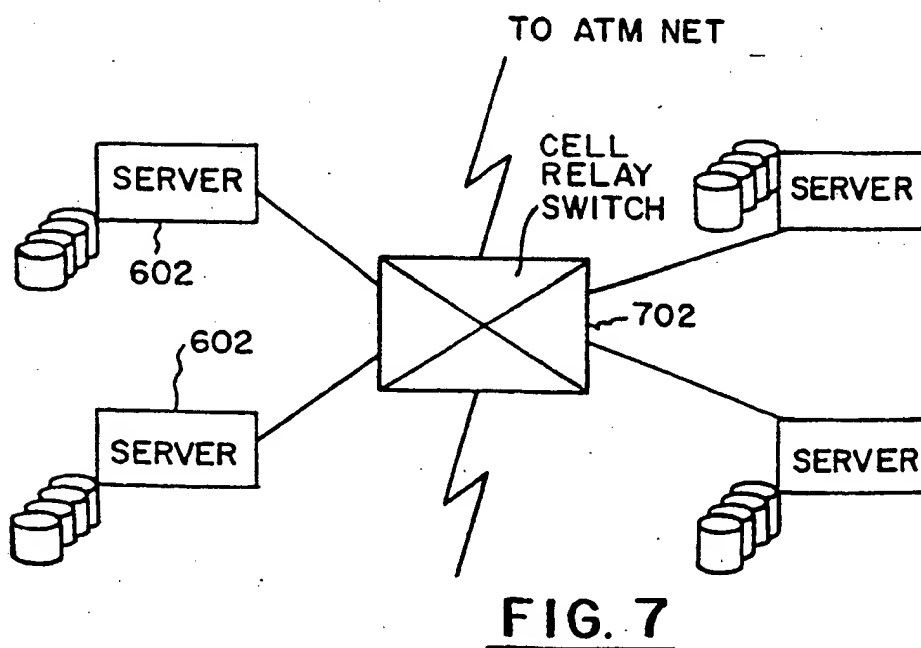 TO ATM NET
CELL
RELAY
SWITCH
SERVER
602
SERVER
702
602
SERVER
SERVER
FIG. 7